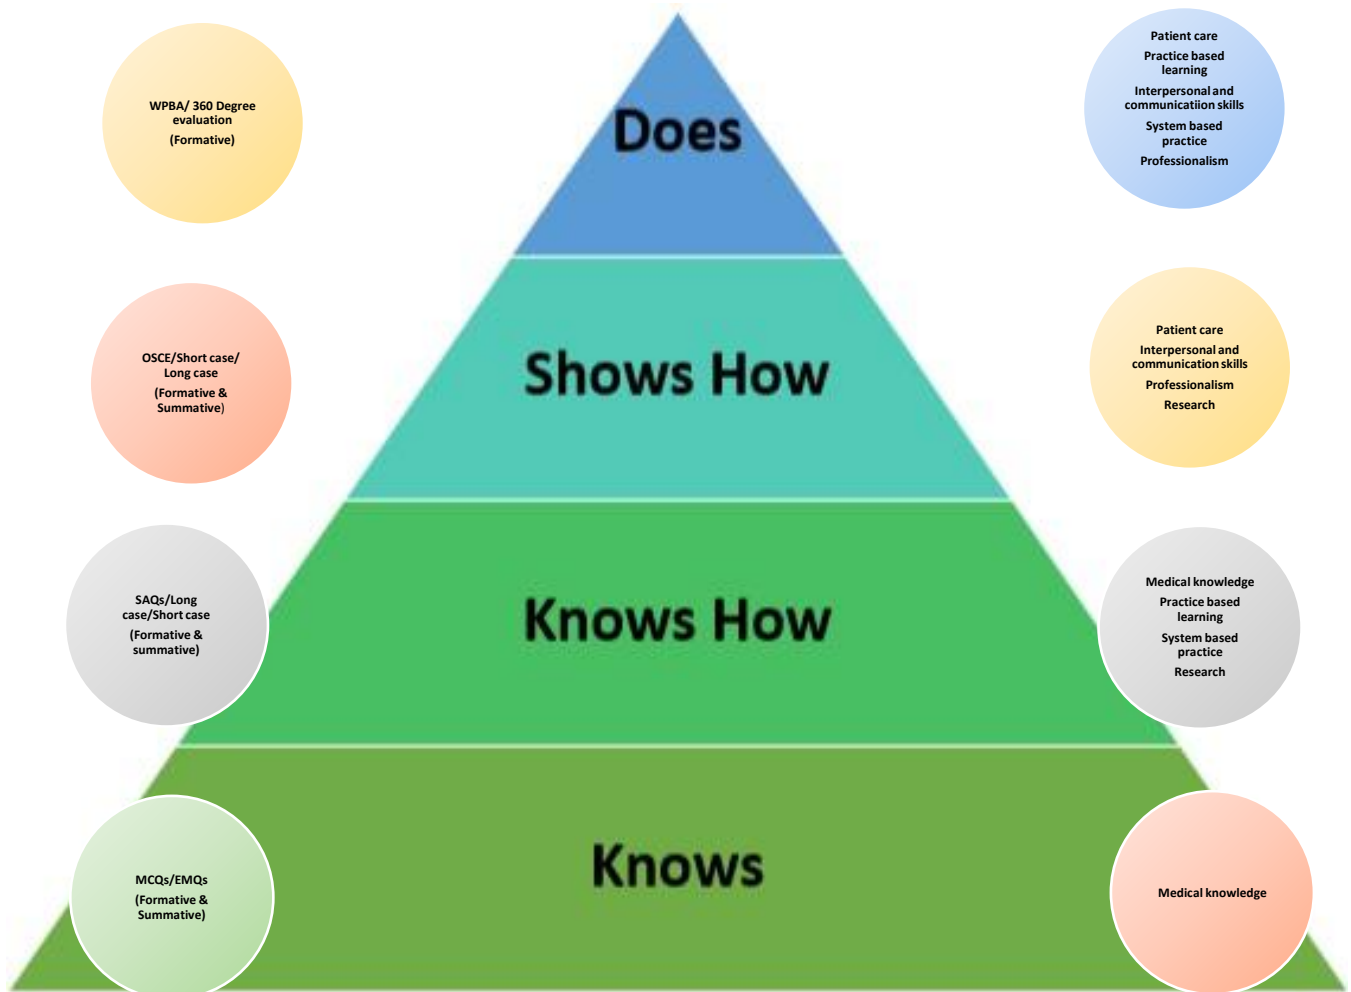 WPBA/ 360 Degree
evaluation
(Formative)
Does
Patient care
Practice based
learning
Interpersonal and
communicatiion skills
System based
practice
Professionalism
OSCE/Short case/
Long case
(Formative &
Summative)
Shows How
Patient care
Interpersonal and
communication skills
Professionalism
Research
SAQs/Long
case/Short case
(Formative &
summative)
Knows How
Medical knowledge
Practice based
learning
System based
practice
Research
MCQs/EMQs
(Formative &
Summative)
Knows
Medical knowledge